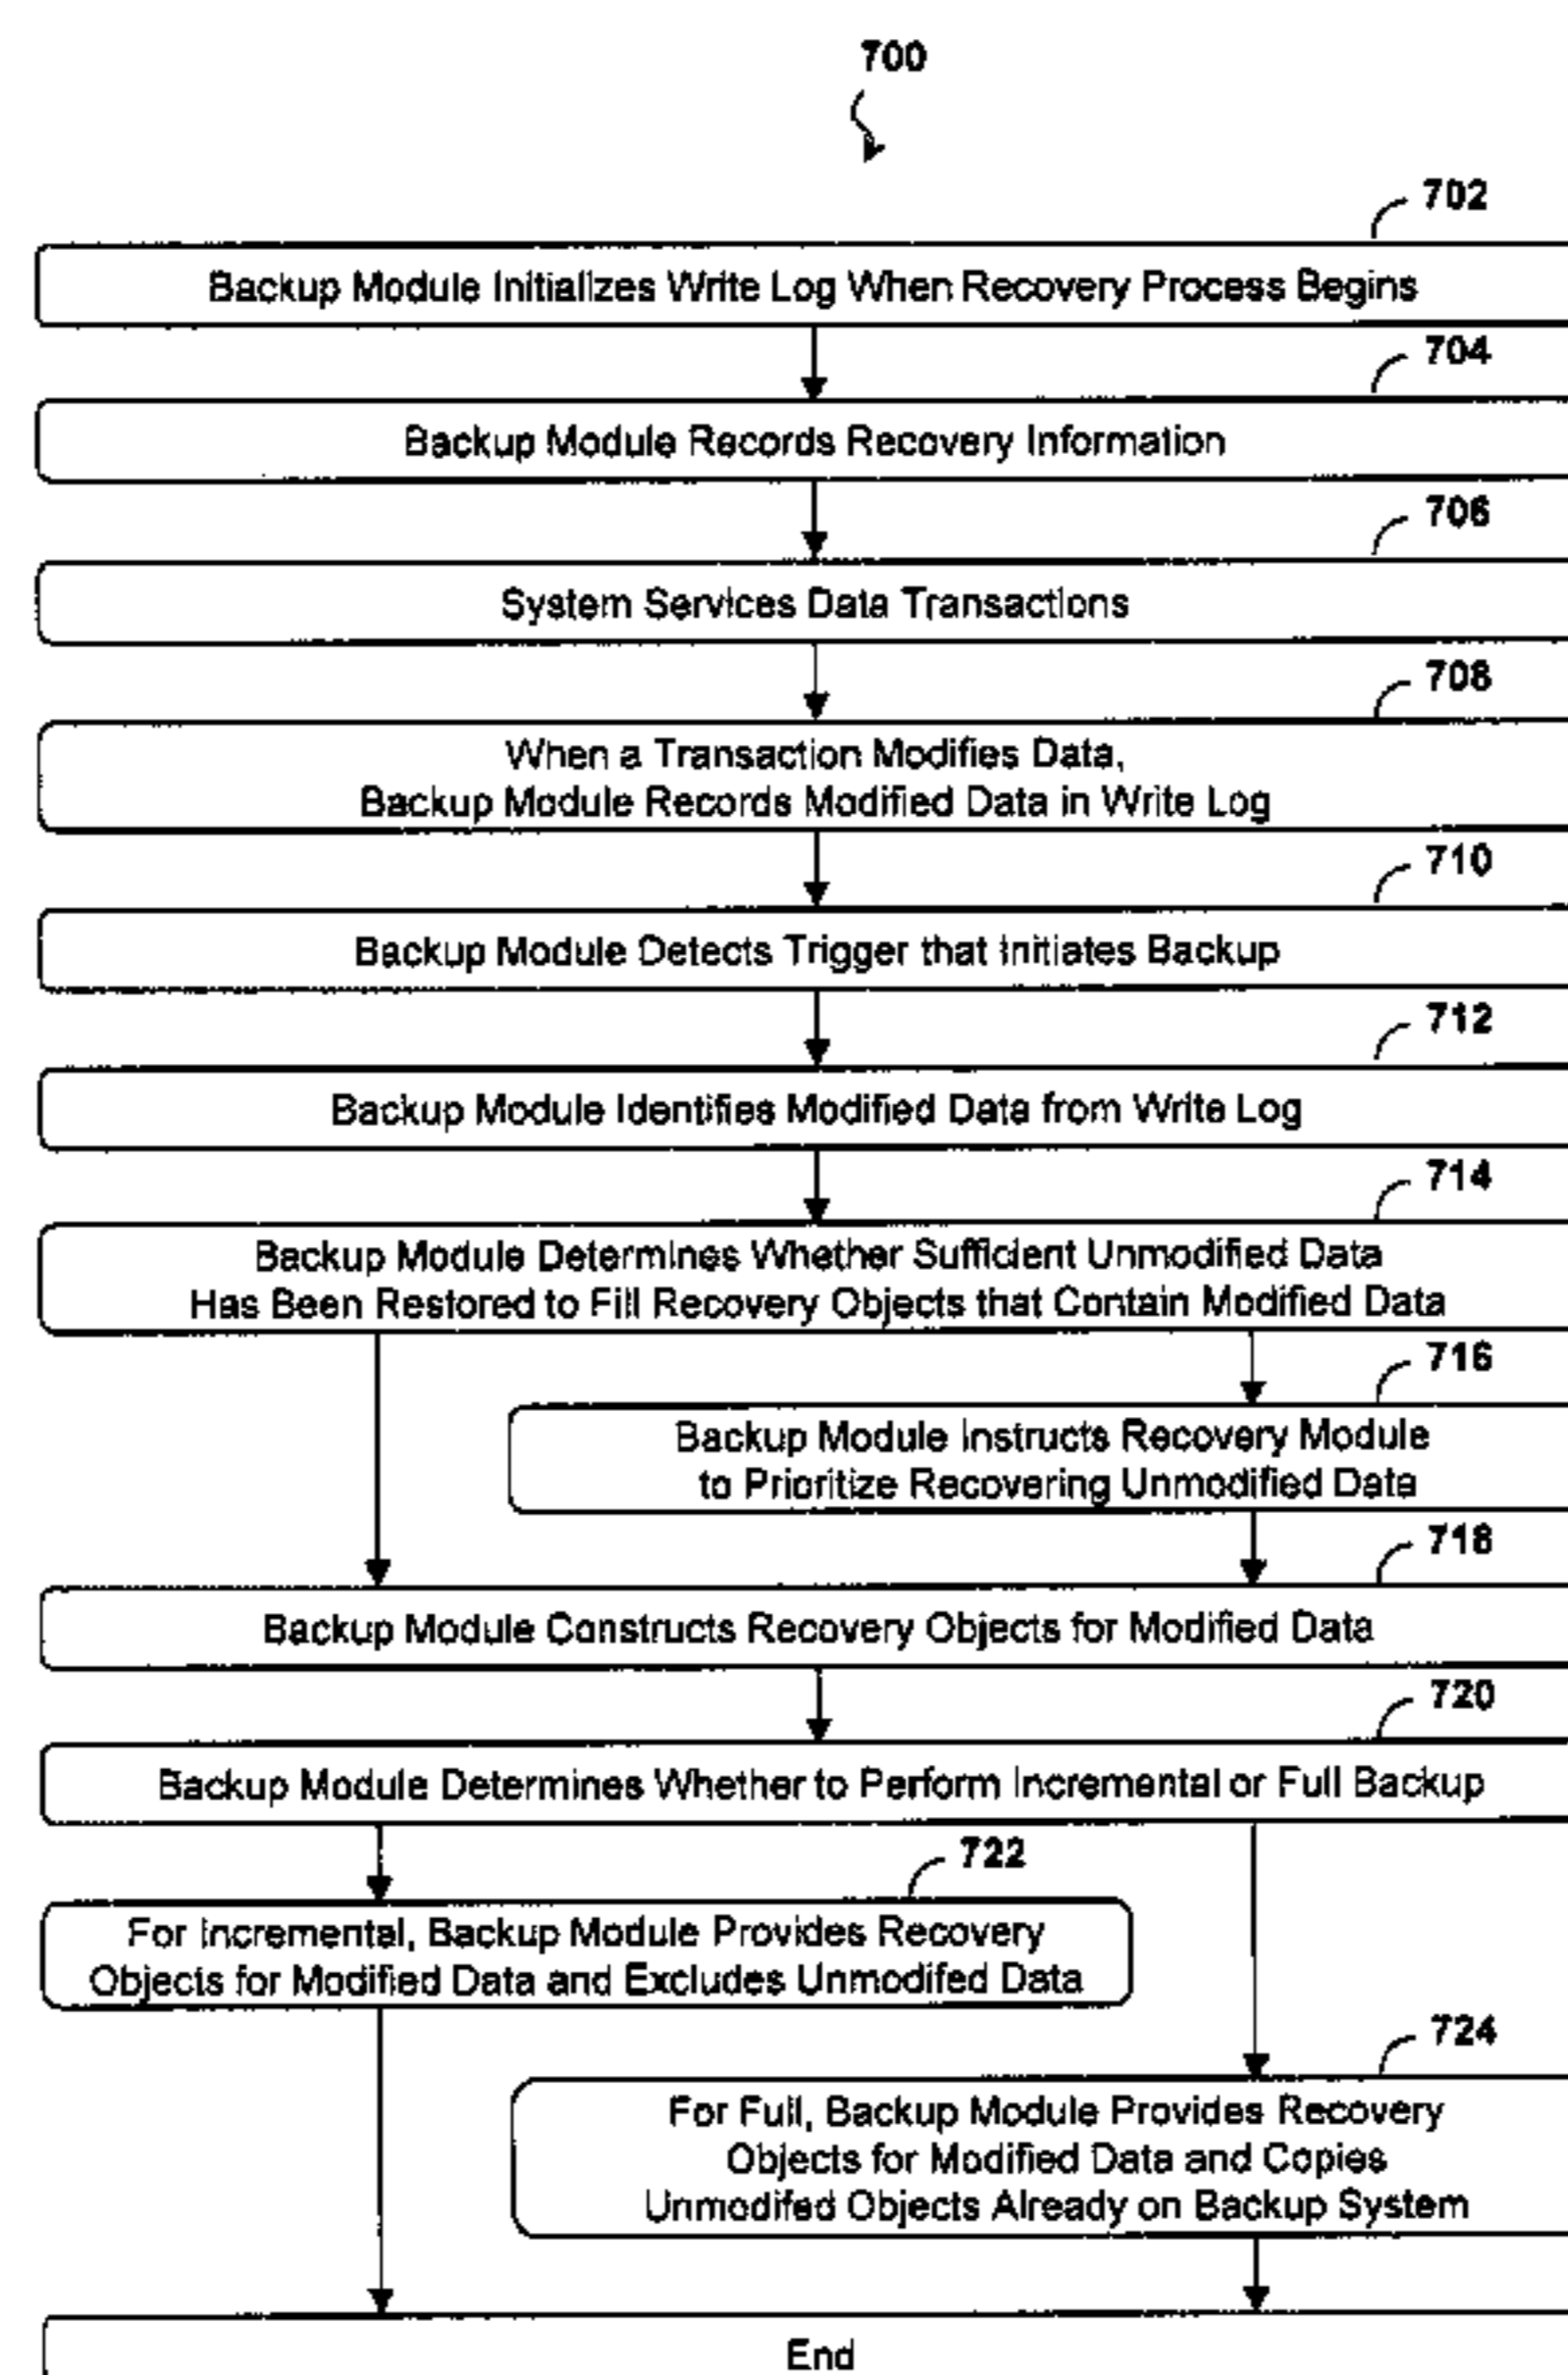 700
702
Backup Module Initializes Write Log When Recovery Process Begins
704
Backup Module Records Recovery Information
706
System Services Data Transactions
708
When a Transaction Modifies Data,
Backup Module Records Modified Data in Write Log
710
Backup Module Detects Trigger that Initiates Backup
712
Backup Module Identifies Modified Data from Write Log
714
Backup Module Determines Whether Sufficient Unmodified Data
Has Been Restored to Fill Recovery Objects that Contain Modified Data
716
Backup Module Instructs Recovery Module
to Prioritize Recovering Unmodified Data
718
Backup Module Constructs Recovery Objects for Modified Data
720
Backup Module Determines Whether to Perform Incremental or Full Backup
722
For Incremental, Backup Module Provides Recovery
Objects for Modified Data and Excludes Unmodifed Data
724
For Full, Backup Module Provides Recovery
Objects for Modified Data and Copies
Unmodifed Objects Already on Backup System
End